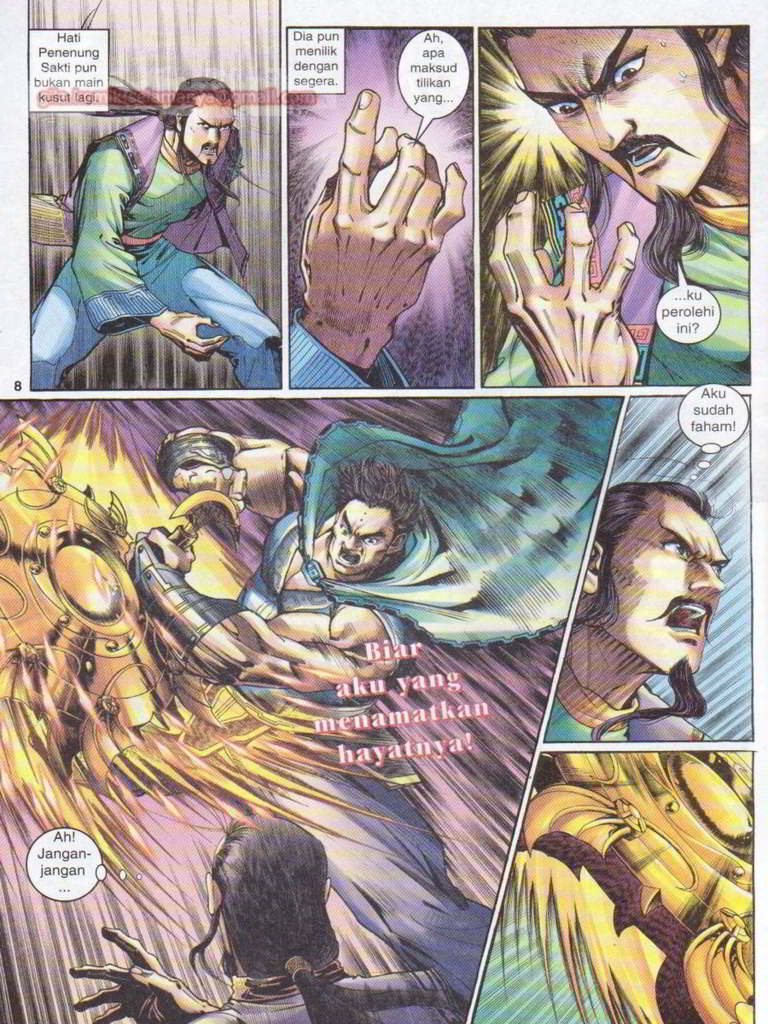 Hati
Penenung
Sakti pun
bukan main
kusut lagi.
Dia pun
menilik
dengan
segera.
Ah,
apa
maksud
tilikan
yang...
...ku
perolehi
ini?
8
Aku
sudah
faham!
Biar
aku yang
menamatkan
hayatnya!
Ah!
Jangan-
jangan
...